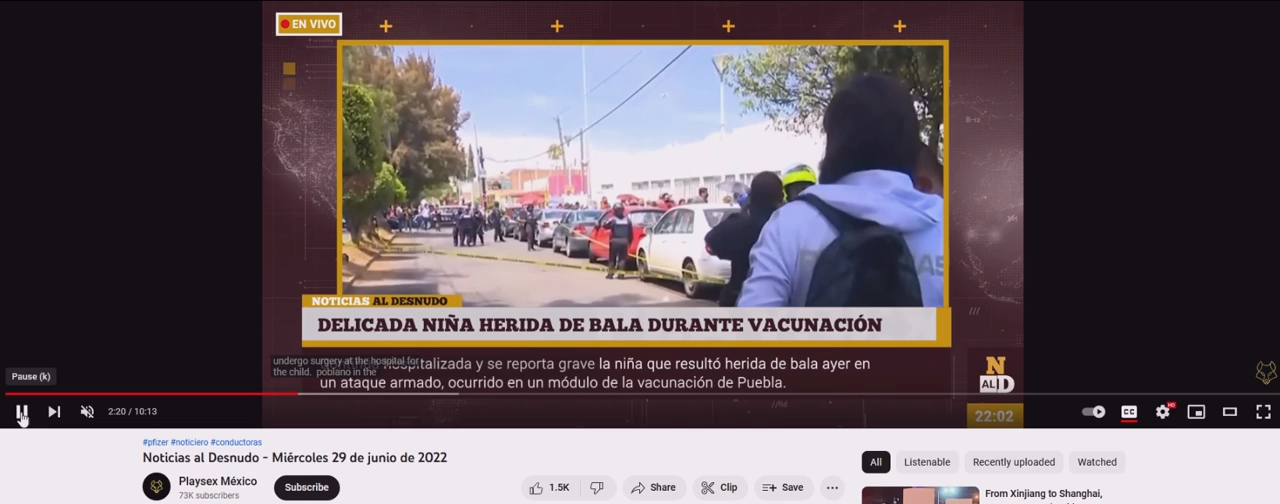 EN VIVO
B-12
NOTICIAS AL DESNUDO
DELICADA NIÑA HERIDA DE BALA DURANTE VACUNACIÓN
undergo surgery at the hospital for
the child. poblano in the
hospitalizada y se reporta grave la niña que resultó herida de bala ayer en
un ataque armado, ocurrido en un módulo de la vacunación de Puebla.
N
AL D
22:02
Pause (k)
2:20 / 10:13
CC
HD
#pfizer #noticiero #conductoras
Noticias al Desnudo - Miércoles 29 de junio de 2022
Playsex México
73K subscribers
Subscribe
1.5K
Share
Clip
Save
All
Listenable
Recently uploaded
Watched
From Xinjiang to Shanghai,